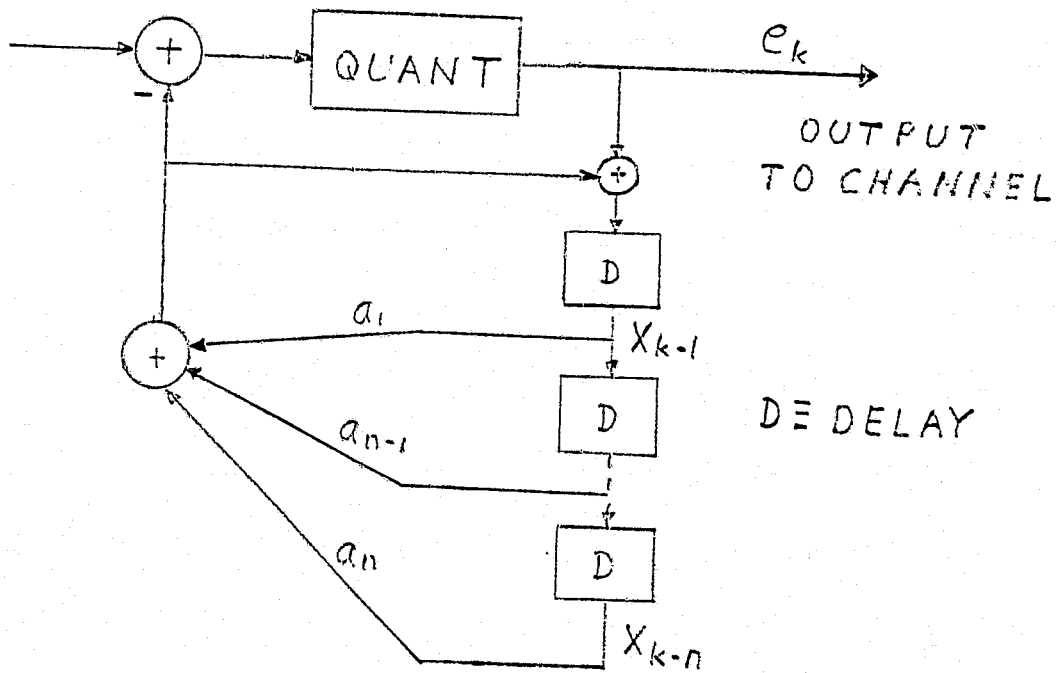 +
QUANT
e_k
-
OUTPUT
TO CHANNEL
+
D
a_1
X_{k-1}
+
D
D ≡ DELAY
a_{n-1}
D
a_n
X_{k-n}